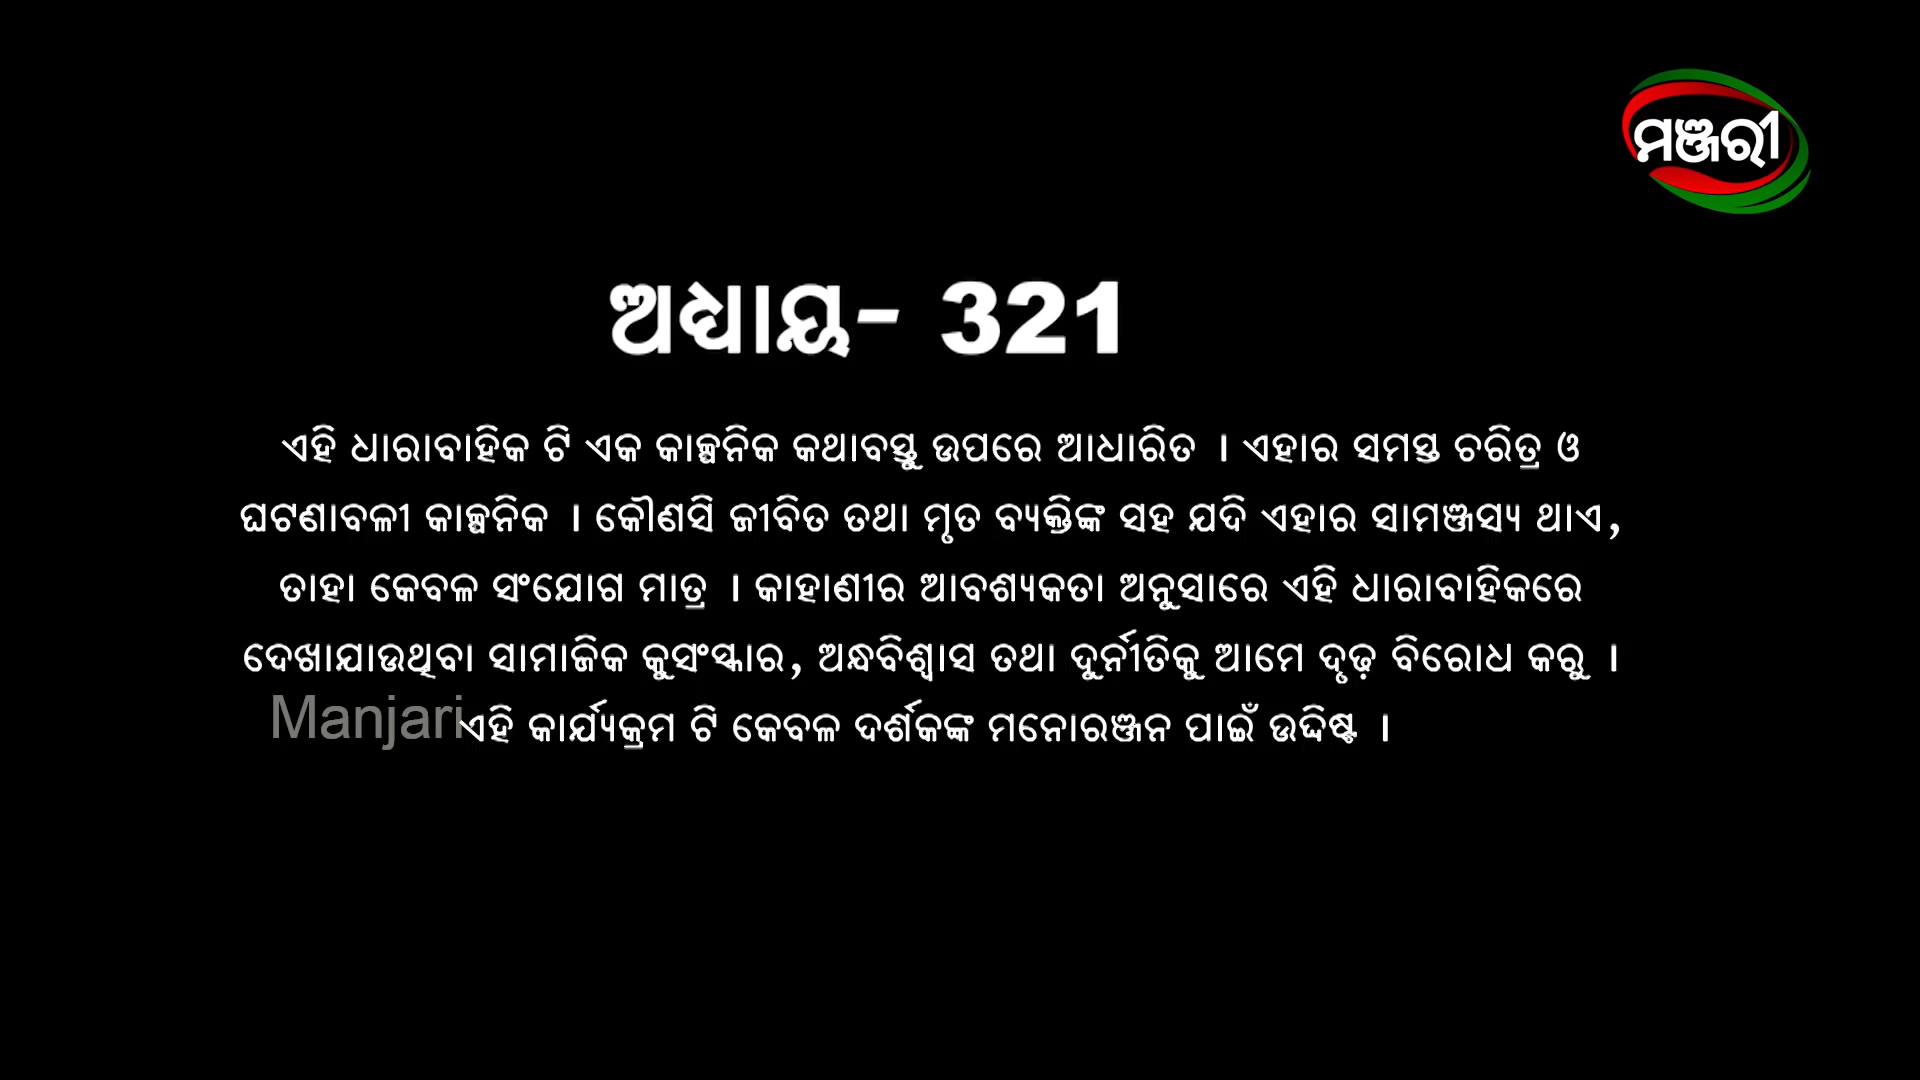 ମଞ୍ଜରୀ
ଅଧ୍ୟାୟ- 321
ଏହି ଧାରାବାହିକ ଟି ଏକ କାଳ୍ପନିକ କଥାବସ୍ତୁ ଉପରେ ଆଧାରିତ । ଏହାର ସମସ୍ତ ଚରିତ୍ର ଓ
ଘଟଣାବଳୀ କାଳ୍ପନିକ । କୌଣସି ଜୀବିତ ତଥା ମୃତ ବ୍ୟକ୍ତିଙ୍କ ସହ ଯଦି ଏହାର ସାମଞ୍ଜସ୍ୟ ଥାଏ,
ତାହା କେବଳ ସଂଯୋଗ ମାତ୍ର । କାହାଣୀର ଆବଶ୍ୟକତା ଅନୁସାରେ ଏହି ଧାରାବାହିକରେ
ଦେଖାଯାଉଥିବା ସାମାଜିକ କୁସଂସ୍କାର, ଅନ୍ଧବିଶ୍ୱାସ ତଥା ଦୁର୍ନୀତିକୁ ଆମେ ଦୃଢ଼ ବିରୋଧ କରୁ ।
Manjari
ଏହି କାର୍ଯ୍ୟକ୍ରମ ଟି କେବଳ ଦର୍ଶକଙ୍କ ମନୋରଞ୍ଜନ ପାଇଁ ଉଦ୍ଦିଷ୍ଟ ।